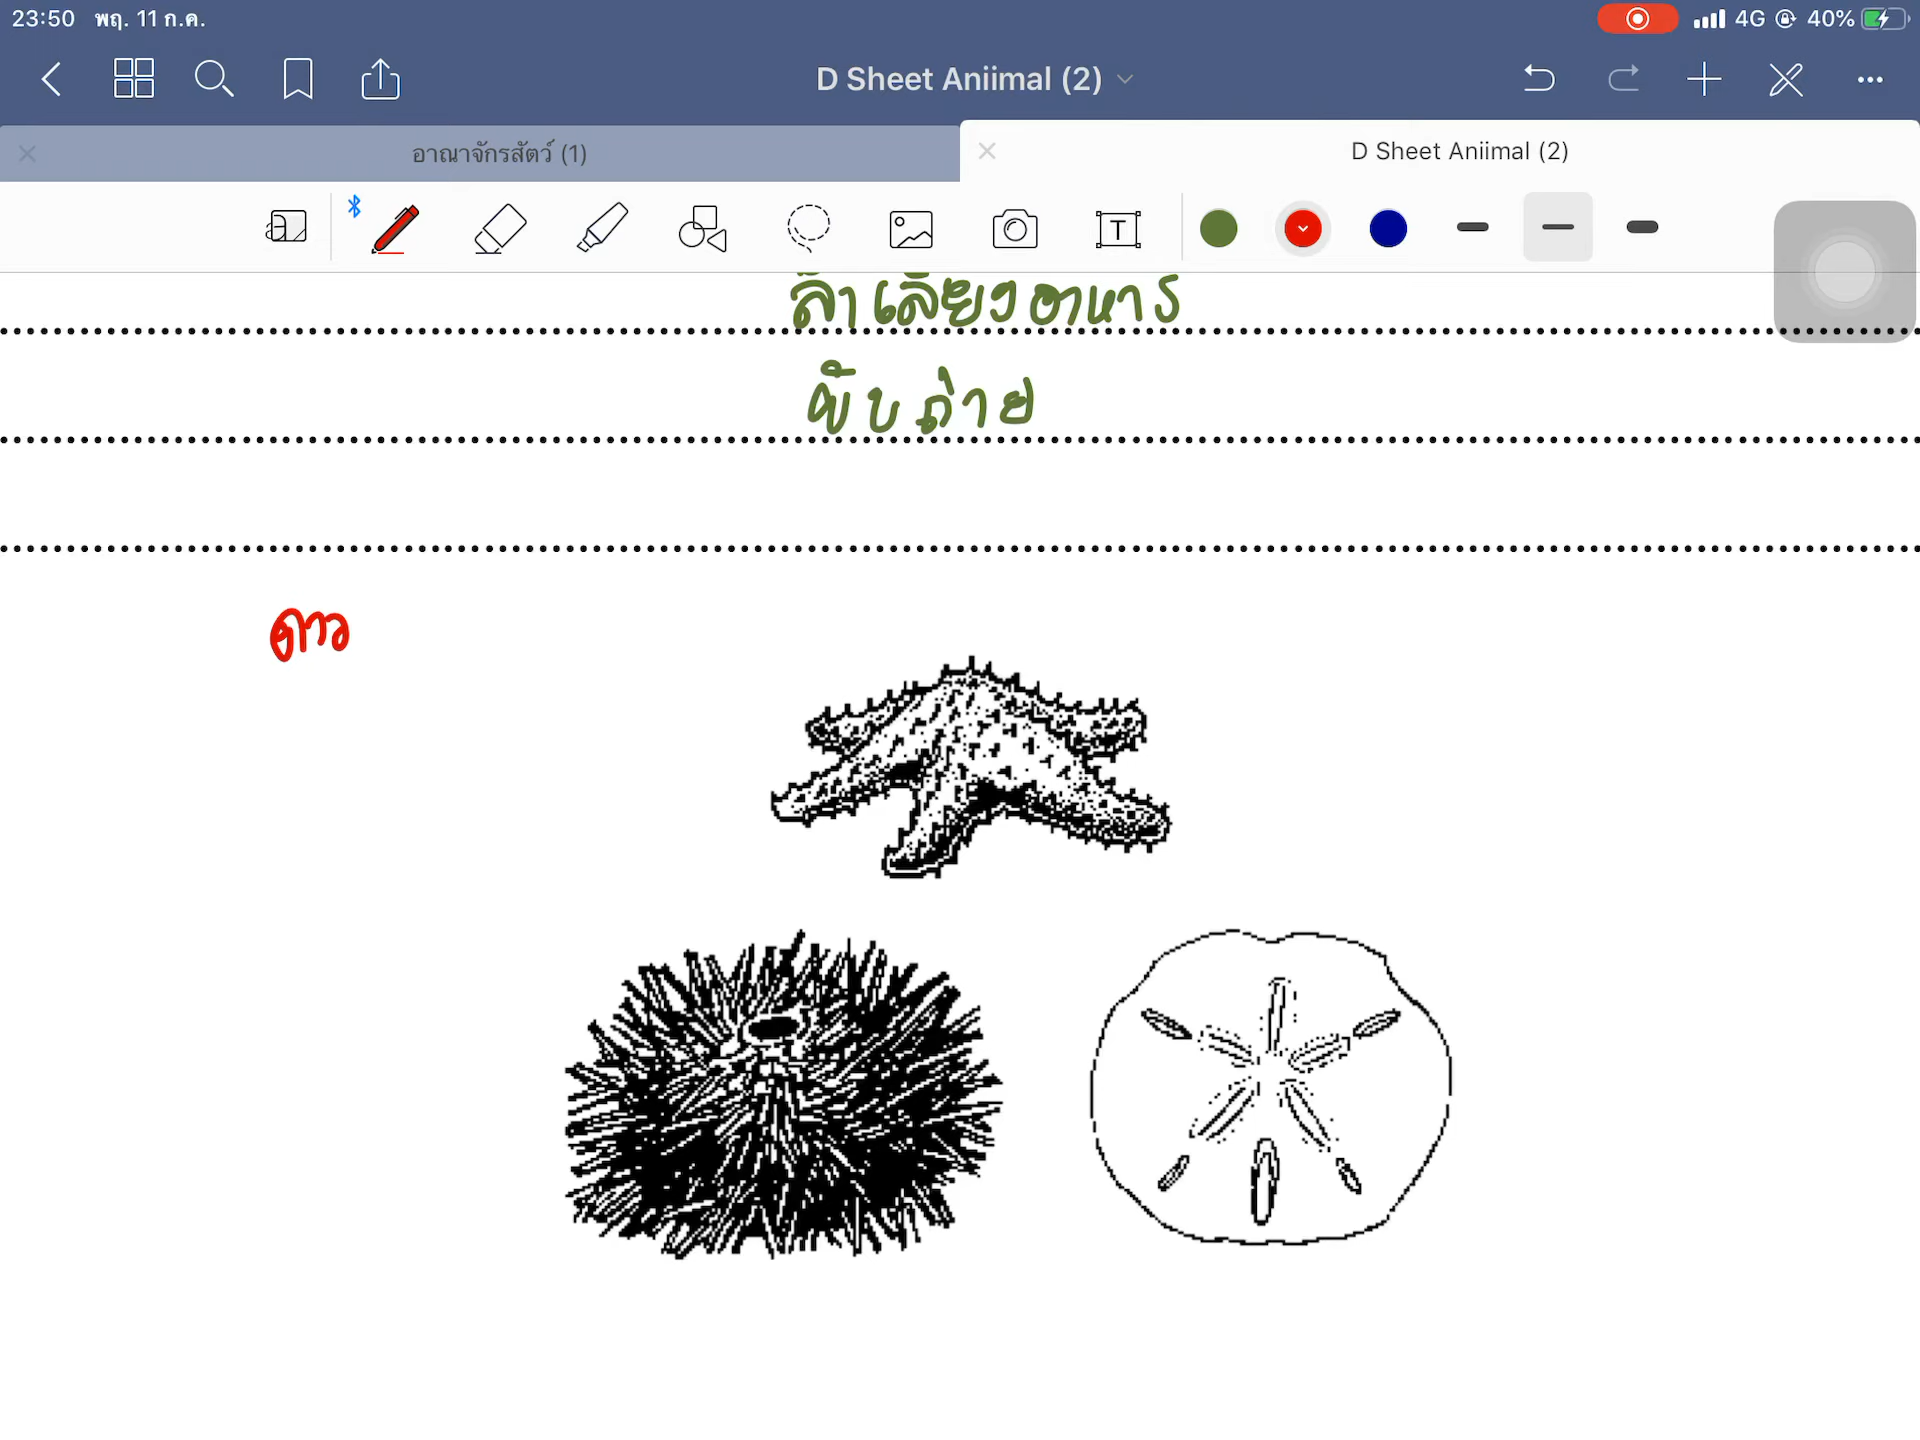 23:50 พฤ. 11 ก.ค.
4G 40%
D Sheet Aniimal (2)
อาณาจักรสัตว์ (1)
D Sheet Aniimal (2)
T
ลำเลียงอาหาร
ขับถ่าย
ดาว